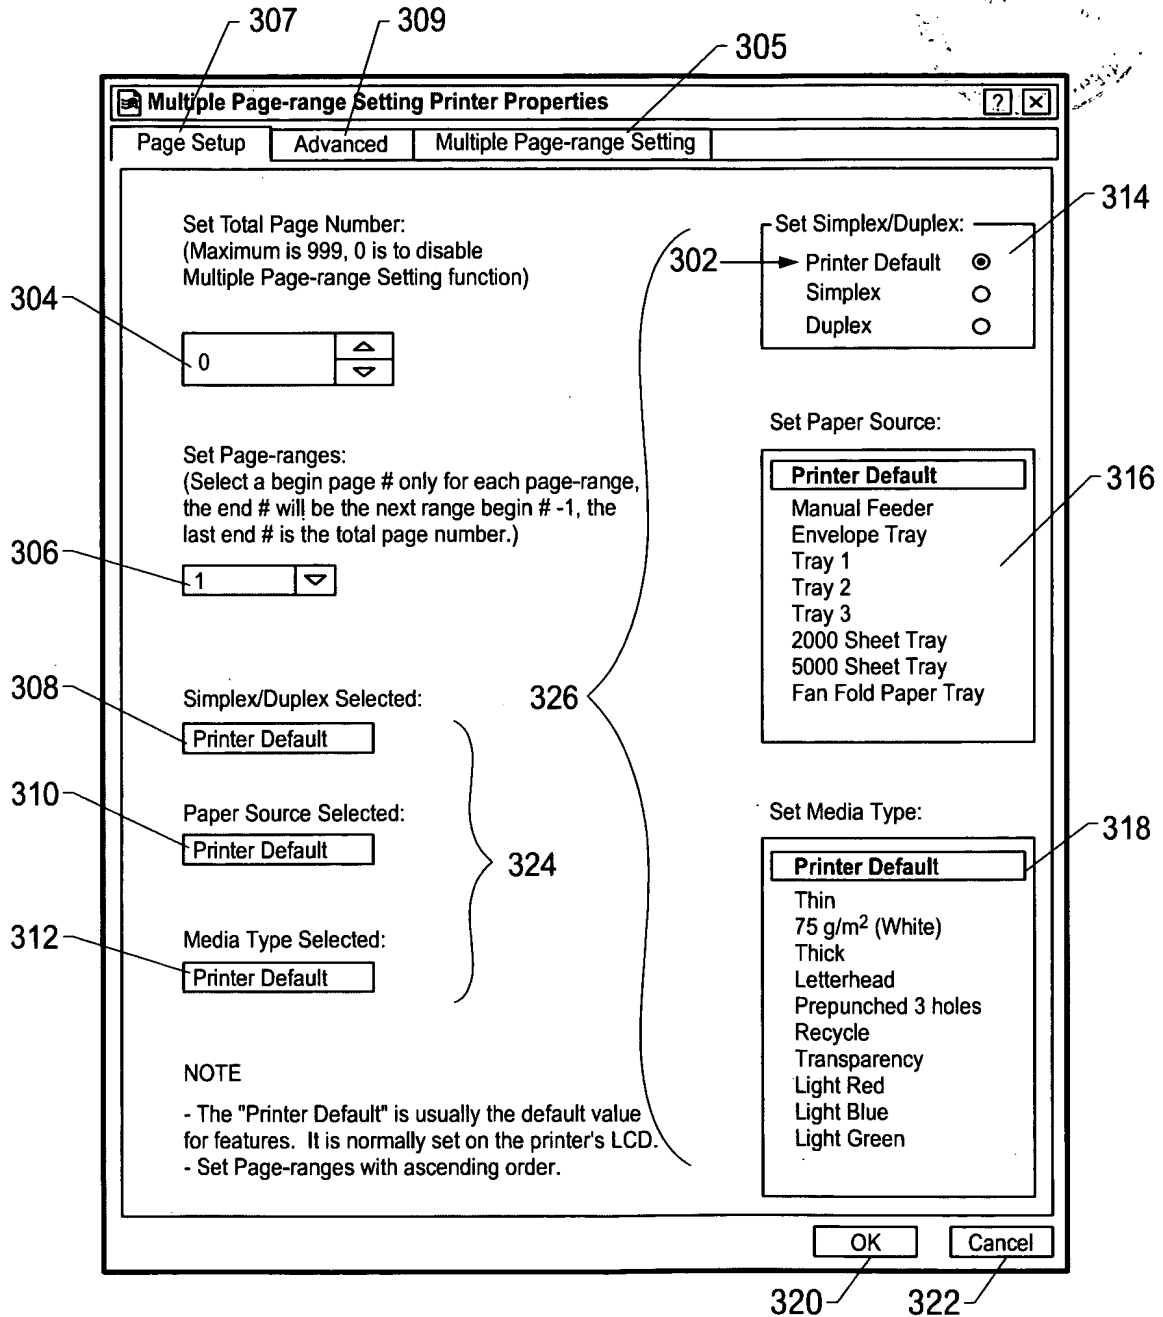 307
309
305
Multiple Page-range Setting Printer Properties
?
Page Setup
Advanced
Multiple Page-range Setting
Set Total Page Number:
(Maximum is 999, 0 is to disable
Multiple Page-range Setting function)
304
0
Set Page-ranges:
(Select a begin page # only for each page-range,
the end # will be the next range begin # -1, the
last end # is the total page number.)
306
1
308
Simplex/Duplex Selected:
Printer Default
310
Paper Source Selected:
Printer Default
324
312
Media Type Selected:
Printer Default
NOTE
- The "Printer Default" is usually the default value
for features. It is normally set on the printer's LCD.
- Set Page-ranges with ascending order.
326
314
Set Simplex/Duplex:
302
Printer Default
Simplex
Duplex
Set Paper Source:
316
Printer Default
Manual Feeder
Envelope Tray
Tray 1
Tray 2
Tray 3
2000 Sheet Tray
5000 Sheet Tray
Fan Fold Paper Tray
Set Media Type:
318
Printer Default
Thin
75 g/m² (White)
Thick
Letterhead
Prepunched 3 holes
Recycle
Transparency
Light Red
Light Blue
Light Green
OK
Cancel
320
322